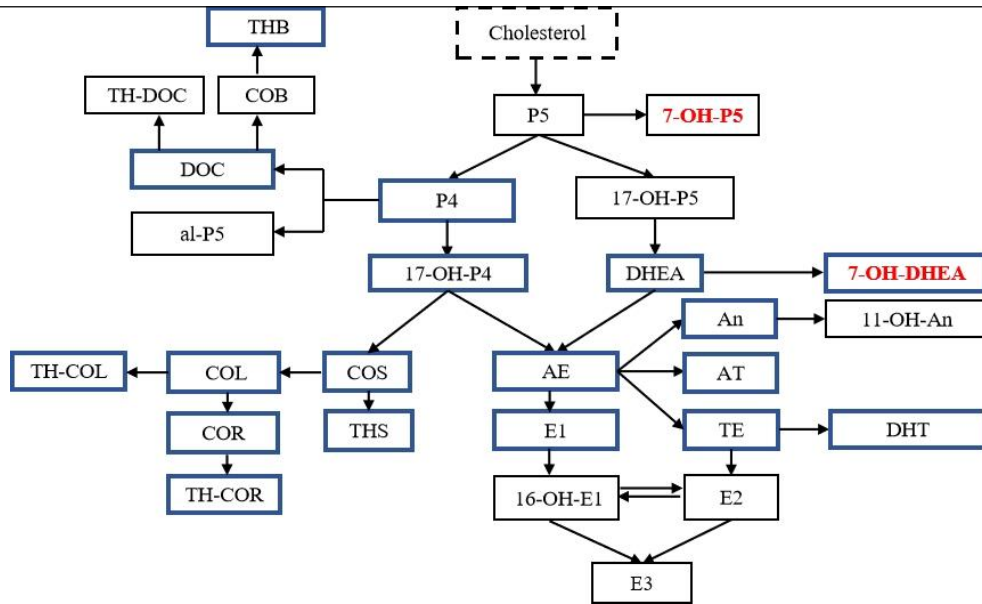 THB
Cholesterol
TH-DOC
COB
P5
7-OH-P5
DOC
P4
17-OH-P5
al-P5
17-OH-P4
DHEA
7-OH-DHEA
An
11-OH-An
TH-COL
COL
COS
AE
AT
COR
THS
E1
TE
DHT
TH-COR
16-OH-E1
E2
E3